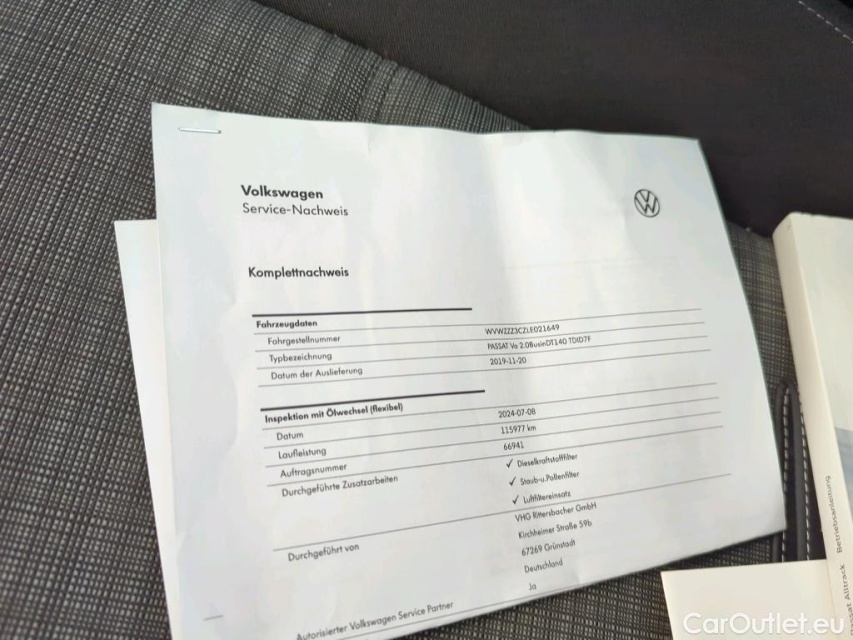 Volkswagen
Service-Nachweis
Komplettnachweis
Fahrzeugdaten
Fahrgestellnummer WVWZZZ3CZLE021649
Typbezeichnung PASSAT Va 2.0BusinDT140 TDID7F
Datum der Auslieferung 2019-11-20
Inspektion mit Ölwechsel (flexibel)
Datum 2024-07-08
Laufleistung 115977 km
Auftragsnummer 66941
Durchgeführte Zusatzarbeiten ✓ Dieselkraftstofffilter
✓ Staub-u.Pollenfilter
✓ Luftfiltereinsatz
Durchgeführt von VHG Rittersbacher GmbH
Kirchheimer Straße 59b
67269 Grünstadt
Deutschland
Autorisierter Volkswagen Service Partner Ja
Alltrack Betriebsanleitung
CarOutlet.eu